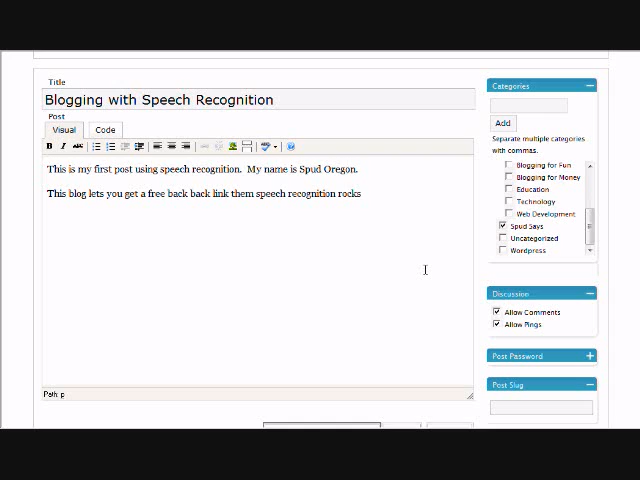 Title
Blogging with Speech Recognition
Post
Visual Code
B I ABC
This is my first post using speech recognition. My name is Spud Oregon.
This blog lets you get a free back back link them speech recognition rocks
Path: p
Categories
Add
Separate multiple categories
with commas.
Blogging for Fun
Blogging for Money
Education
Technology
Web Development
Spud Says
Uncategorized
Wordpress
Discussion
Allow Comments
Allow Pings
Post Password
Post Slug